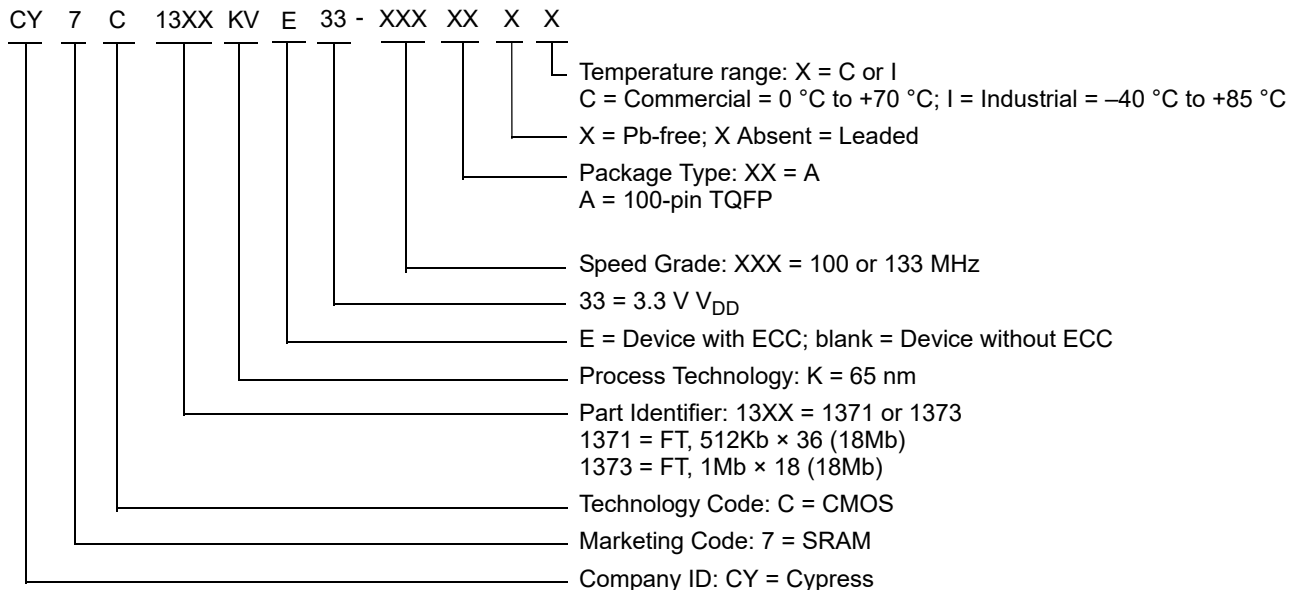 CY 7 C 13XX KV E 33 - XXX XX X X
Temperature range: X = C or I
C = Commercial = 0 °C to +70 °C; I = Industrial = –40 °C to +85 °C
X = Pb-free; X Absent = Leaded
Package Type: XX = A
A = 100-pin TQFP
Speed Grade: XXX = 100 or 133 MHz
33 = 3.3 V VDD
E = Device with ECC; blank = Device without ECC
Process Technology: K = 65 nm
Part Identifier: 13XX = 1371 or 1373
1371 = FT, 512Kb × 36 (18Mb)
1373 = FT, 1Mb × 18 (18Mb)
Technology Code: C = CMOS
Marketing Code: 7 = SRAM
Company ID: CY = Cypress